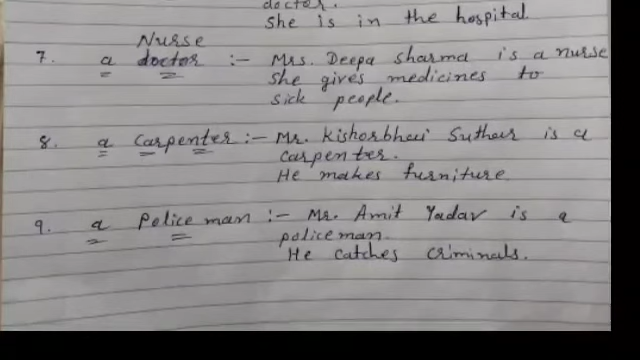 doctor.
She is in the hospital.
Nurse
7. a doctor :- Mrs. Deepa Sharma is a nurse
She gives medicines to
sick people.
8. a Carpenter :- Mr. Kishorbhai Suthar is a
carpenter.
He makes furniture
9. a Police man :- Mr. Amit Yadav is a
policeman.
He catches criminals.